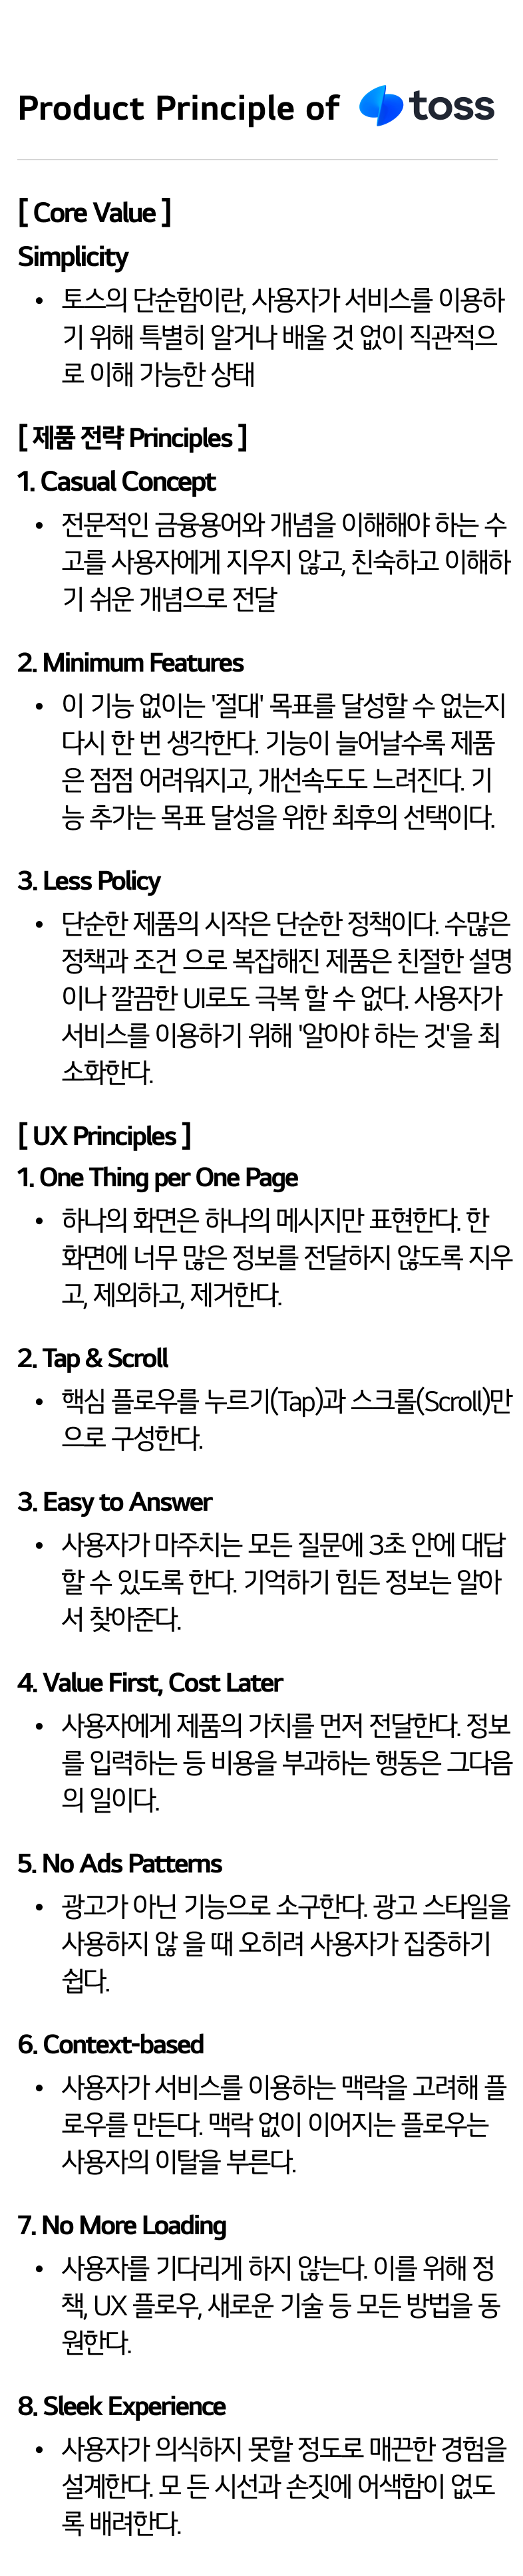 Product Principle of toss
[ Core Value ]
Simplicity
• 토스의 단순함이란, 사용자가 서비스를 이용하
기 위해 특별히 알거나 배울 것 없이 직관적으
로 이해 가능한 상태
[ 제품 전략 Principles ]
1. Casual Concept
• 전문적인 금융용어와 개념을 이해해야 하는 수
고를 사용자에게 지우지 않고, 친숙하고 이해하
기 쉬운 개념으로 전달
2. Minimum Features
• 이 기능 없이는 '절대' 목표를 달성할 수 없는지
다시 한 번 생각한다. 기능이 늘어날수록 제품
은 점점 어려워지고, 개선속도도 느려진다. 기
능 추가는 목표 달성을 위한 최후의 선택이다.
3. Less Policy
• 단순한 제품의 시작은 단순한 정책이다. 수많은
정책과 조건 으로 복잡해진 제품은 친절한 설명
이나 깔끔한 UI로도 극복 할 수 없다. 사용자가
서비스를 이용하기 위해 '알아야 하는 것'을 최
소화한다.
[ UX Principles ]
1. One Thing per One Page
• 하나의 화면은 하나의 메시지만 표현한다. 한
화면에 너무 많은 정보를 전달하지 않도록 지우
고, 제외하고, 제거한다.
2. Tap & Scroll
• 핵심 플로우를 누르기(Tap)과 스크롤(Scroll)만
으로 구성한다.
3. Easy to Answer
• 사용자가 마주치는 모든 질문에 3초 안에 대답
할 수 있도록 한다. 기억하기 힘든 정보는 알아
서 찾아준다.
4. Value First, Cost Later
• 사용자에게 제품의 가치를 먼저 전달한다. 정보
를 입력하는 등 비용을 부과하는 행동은 그다음
의 일이다.
5. No Ads Patterns
• 광고가 아닌 기능으로 소구한다. 광고 스타일을
사용하지 않 을 때 오히려 사용자가 집중하기
쉽다.
6. Context-based
• 사용자가 서비스를 이용하는 맥락을 고려해 플
로우를 만든다. 맥락 없이 이어지는 플로우는
사용자의 이탈을 부른다.
7. No More Loading
• 사용자를 기다리게 하지 않는다. 이를 위해 정
책, UX 플로우, 새로운 기술 등 모든 방법을 동
원한다.
8. Sleek Experience
• 사용자가 의식하지 못할 정도로 매끈한 경험을
설계한다. 모 든 시선과 손짓에 어색함이 없도
록 배려한다.